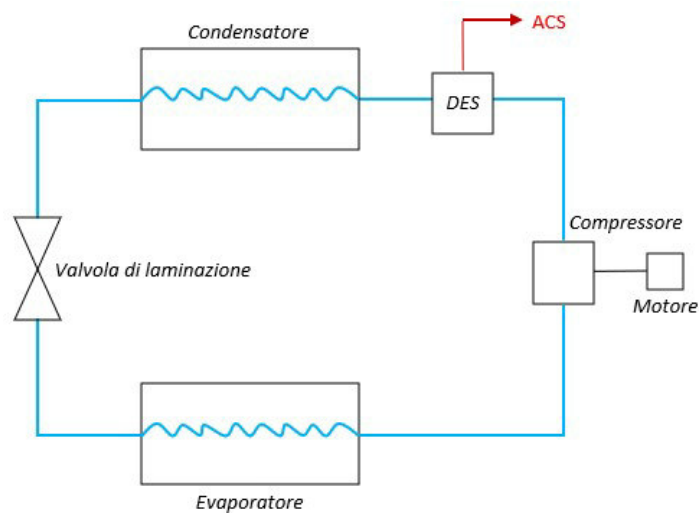 Condensatore
ACS
DES
Compressore
Valvola di laminazione
Motore
Evaporatore